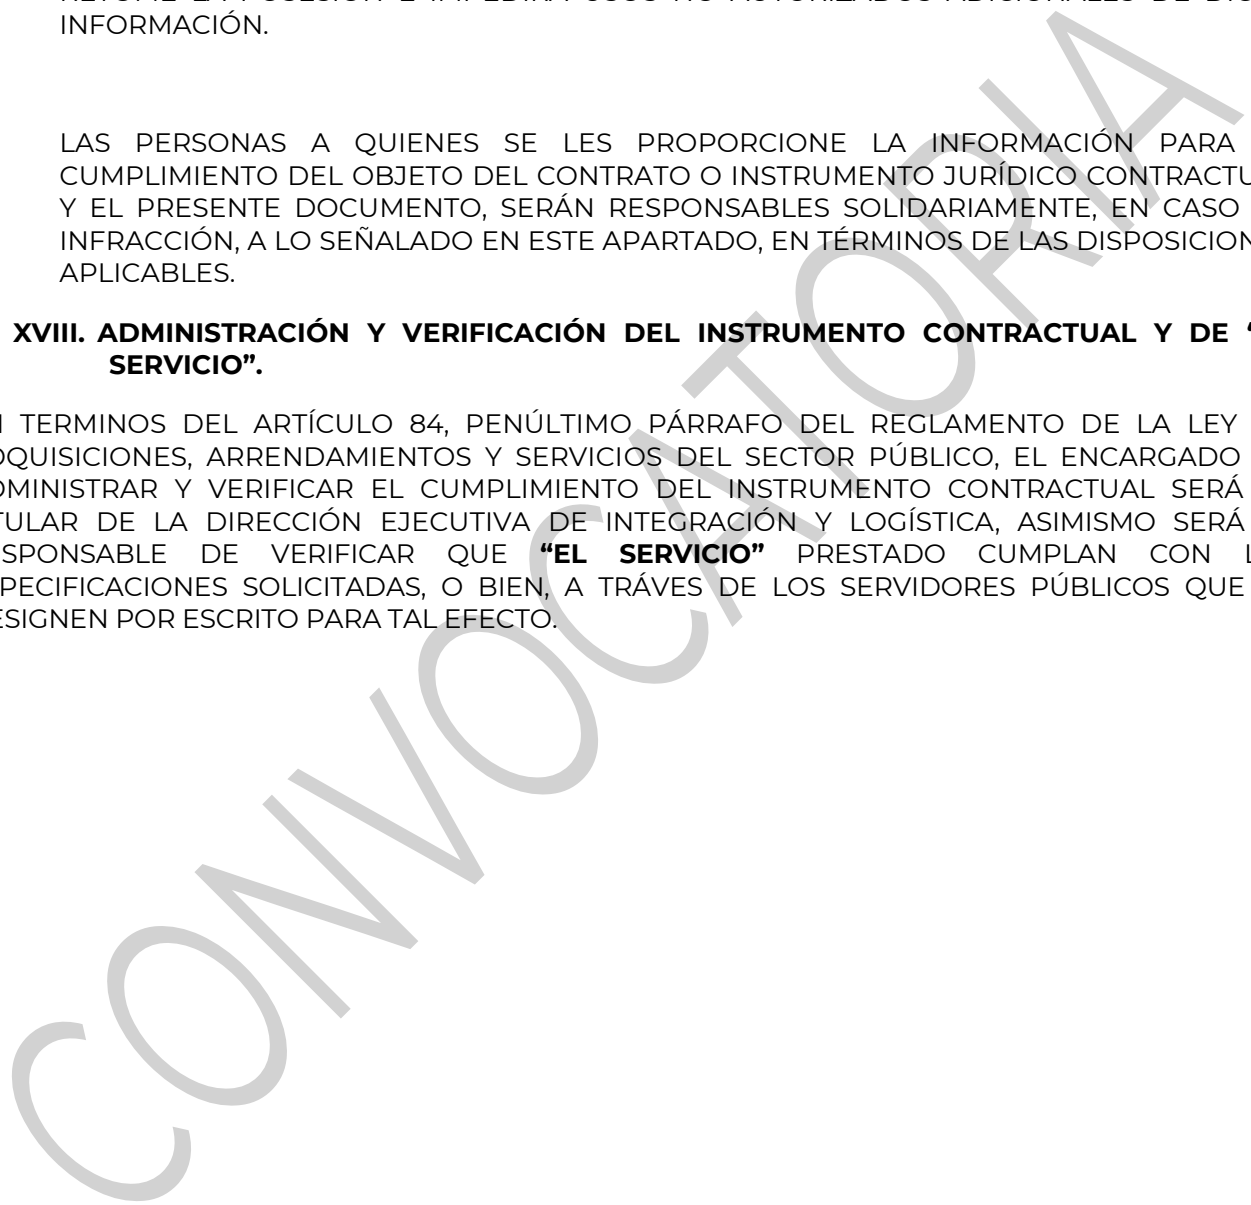 INFORMACIÓN.
LAS PERSONAS A QUIENES SE LES PROPORCIONE LA INFORMACIÓN PARA
CUMPLIMIENTO DEL OBJETO DEL CONTRATO O INSTRUMENTO JURÍDICO CONTRACTU
Y EL PRESENTE DOCUMENTO, SERÁN RESPONSABLES SOLIDARIAMENTE, EN CASO
INFRACCIÓN, A LO SEÑALADO EN ESTE APARTADO, EN TÉRMINOS DE LAS DISPOSICION
APLICABLES.
XVIII. ADMINISTRACIÓN Y VERIFICACIÓN DEL INSTRUMENTO CONTRACTUAL Y DE “
SERVICIO”.
TERMINOS DEL ARTÍCULO 84, PENÚLTIMO PÁRRAFO DEL REGLAMENTO DE LA LEY
QUISICIONES, ARRENDAMIENTOS Y SERVICIOS DEL SECTOR PÚBLICO, EL ENCARGADO
MINISTRAR Y VERIFICAR EL CUMPLIMIENTO DEL INSTRUMENTO CONTRACTUAL SERÁ
TULAR DE LA DIRECCIÓN EJECUTIVA DE INTEGRACIÓN Y LOGÍSTICA, ASIMISMO SERÁ
SPONSABLE DE VERIFICAR QUE “EL SERVICIO” PRESTADO CUMPLAN CON L
PECIFICACIONES SOLICITADAS, O BIEN, A TRÁVES DE LOS SERVIDORES PÚBLICOS QUE
ESIGNEN POR ESCRITO PARA TAL EFECTO.
CONVOCATORIA